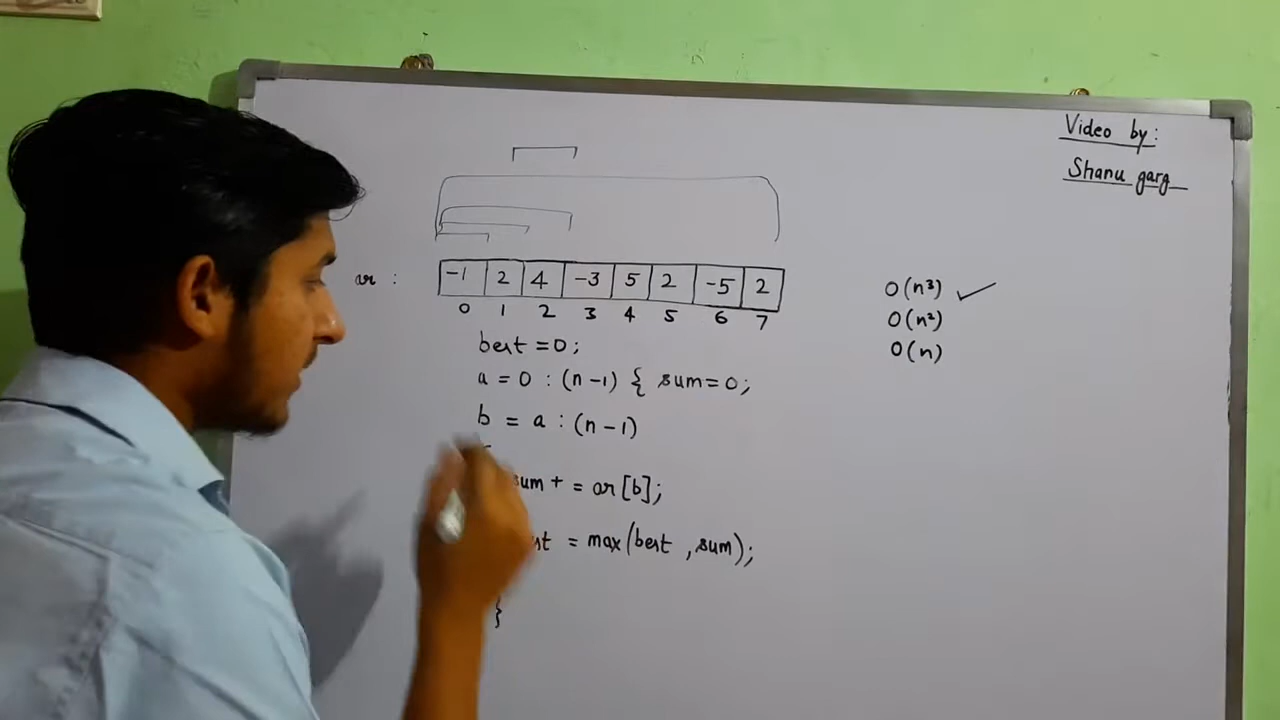 Video by:
Shanu garg
ar :
-1 2 4 -3 5 2 -5 2
0 1 2 3 4 5 6 7
O(n³) ✓
O(n²)
O(n)
best = 0;
a = 0 : (n-1) { sum = 0;
b = a : (n-1)
sum + = ar[b];
= max(best , sum);
}